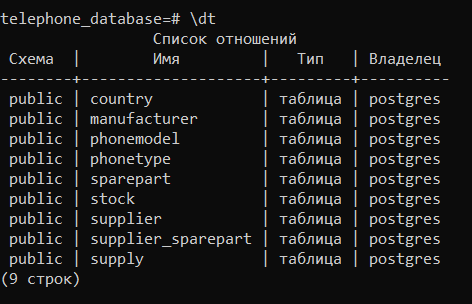 telephone_database=# \dt
Список отношений
Схема | Имя | Тип | Владелец
--------+--------------------+---------+----------
public | country | таблица | postgres
public | manufacturer | таблица | postgres
public | phonemodel | таблица | postgres
public | phonetype | таблица | postgres
public | sparepart | таблица | postgres
public | stock | таблица | postgres
public | supplier | таблица | postgres
public | supplier_sparepart | таблица | postgres
public | supply | таблица | postgres
(9 строк)